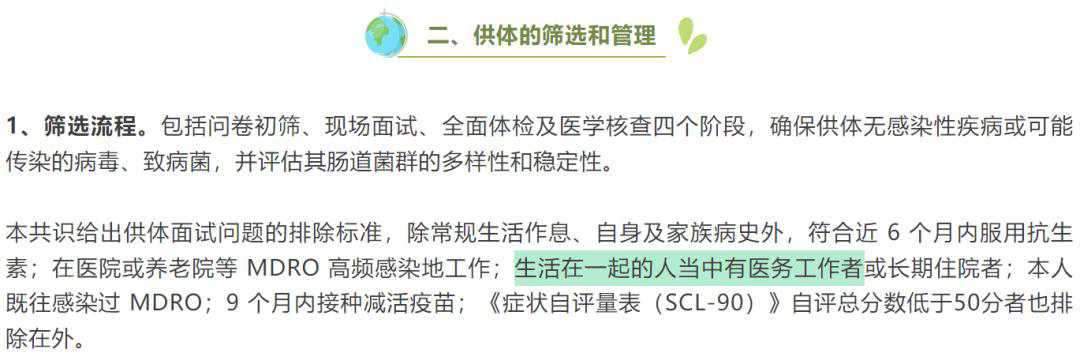 二、供体的筛选和管理
1、筛选流程。包括问卷初筛、现场面试、全面体检及医学核查四个阶段，确保供体无感染性疾病或可能
传染的病毒、致病菌，并评估其肠道菌群的多样性和稳定性。
本共识给出供体面试问题的排除标准，除常规生活作息、自身及家族病史外，符合近 6 个月内服用抗生
素；在医院或养老院等 MDRO 高频感染地工作；生活在一起的人当中有医务工作者或长期住院者；本人
既往感染过 MDRO；9 个月内接种减活疫苗；《症状自评量表（SCL-90）》自评总分数低于50分者也排
除在外。